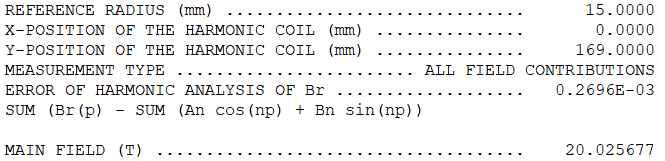 REFERENCE RADIUS (mm) .............................. 15.0000
X-POSITION OF THE HARMONIC COIL (mm) ............... 0.0000
Y-POSITION OF THE HARMONIC COIL (mm) ............... 169.0000
MEASUREMENT TYPE ........................ ALL FIELD CONTRIBUTIONS
ERROR OF HARMONIC ANALYSIS OF Br ................... 0.2696E-03
SUM (Br(p) - SUM (An cos(np) + Bn sin(np))
MAIN FIELD (T) ..................................... 20.025677